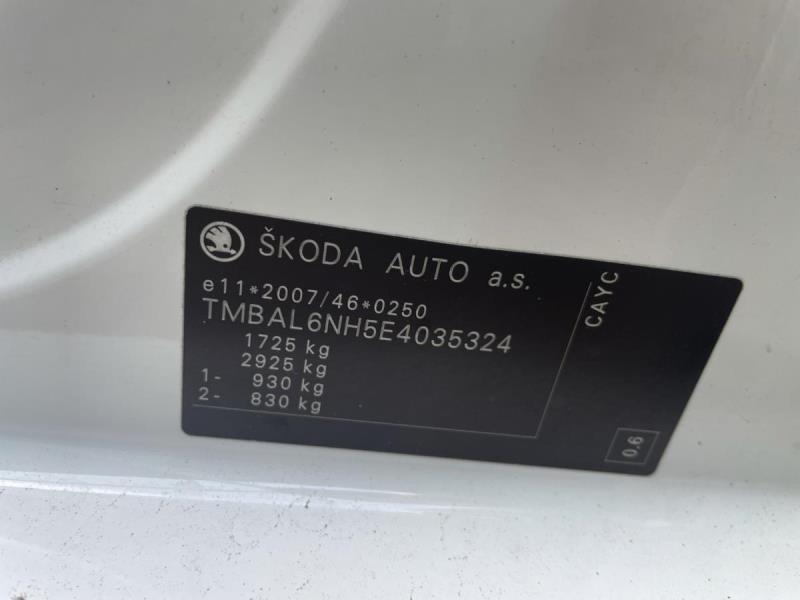 ŠKODA AUTO a.s.
e11*2007/46*0250
TMBAL6NH5E4035324
1725 kg
2925 kg
1- 930 kg
2- 830 kg
CAYC
0.6